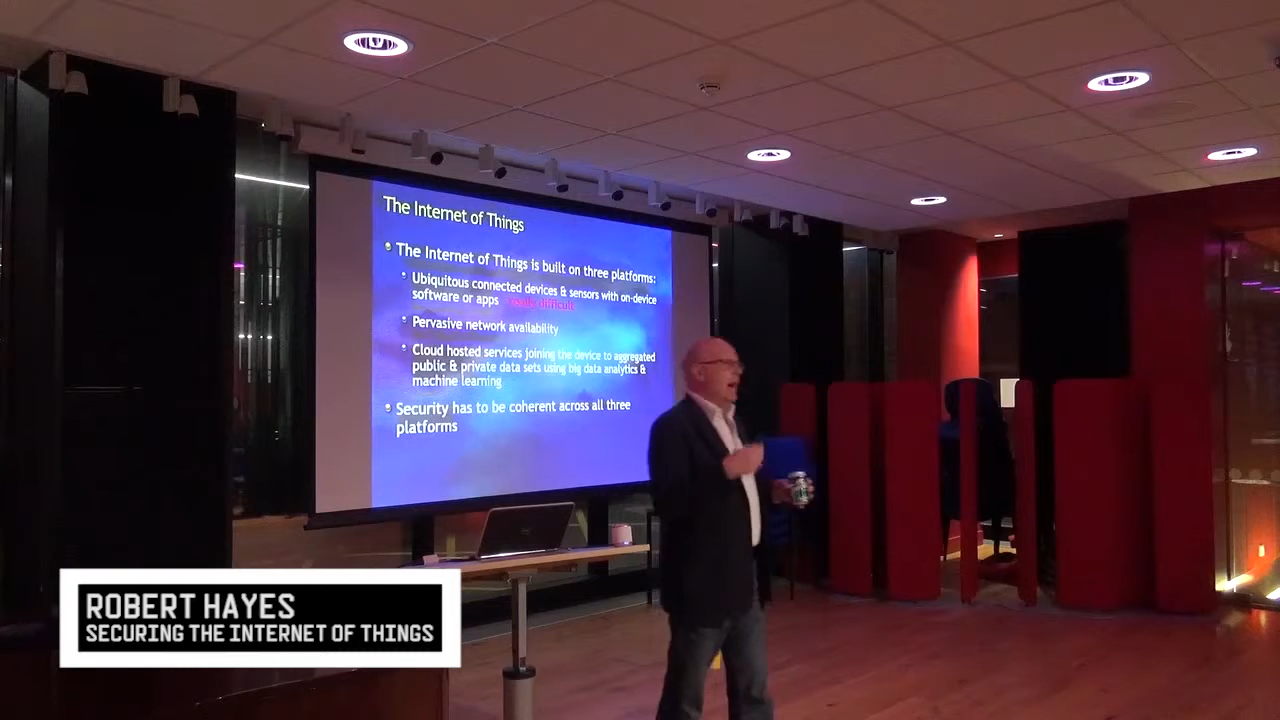 The Internet of Things
The Internet of Things is built on three platforms:
Ubiquitous connected devices & sensors with on-device
software or apps really difficult
Pervasive network availability
Cloud hosted services joining the device to aggregated
public & private data sets using big data analytics &
machine learning
Security has to be coherent across all three
platforms
ROBERT HAYES
SECURING THE INTERNET OF THINGS